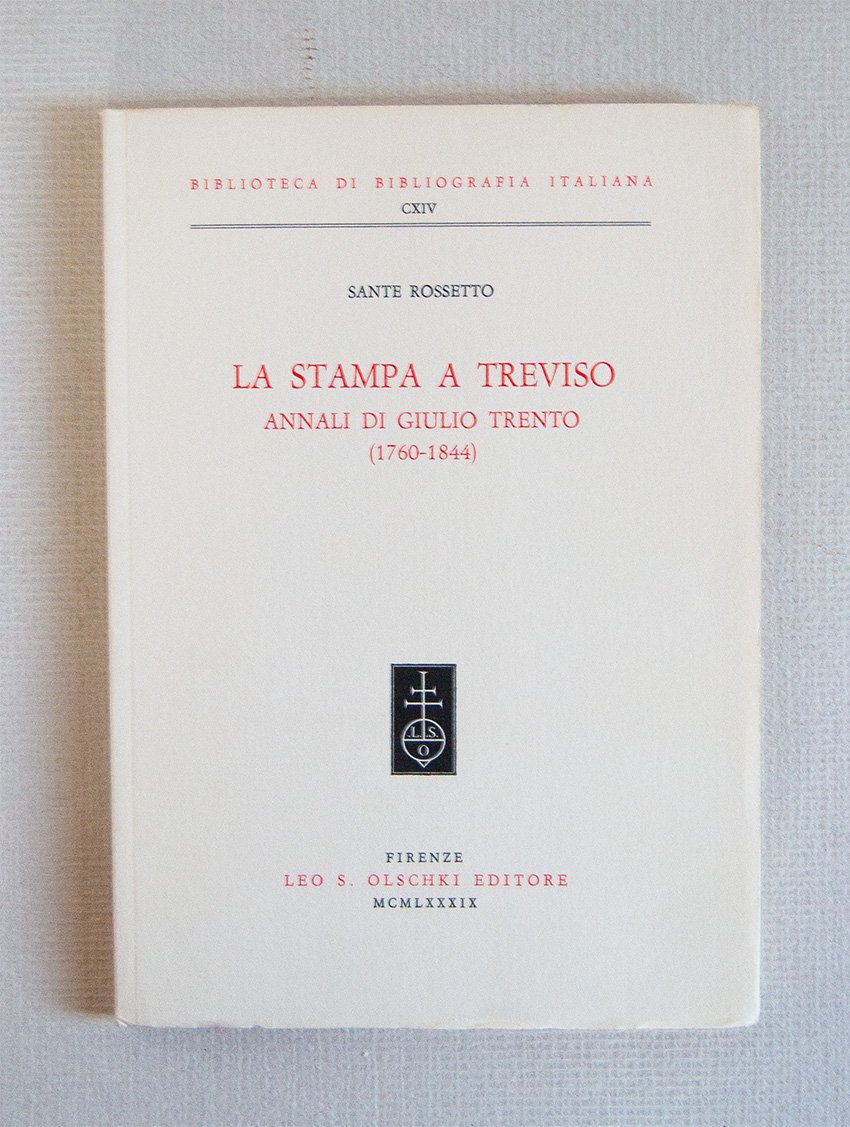 BIBLIOTECA DI BIBLIOGRAFIA ITALIANA
CXIV
SANTE ROSSETTO
LA STAMPA A TREVISO
ANNALI DI GIULIO TRENTO
(1760-1844)
.L. .S.
O
FIRENZE
LEO S. OLSCHKI EDITORE
MCMLXXXIX